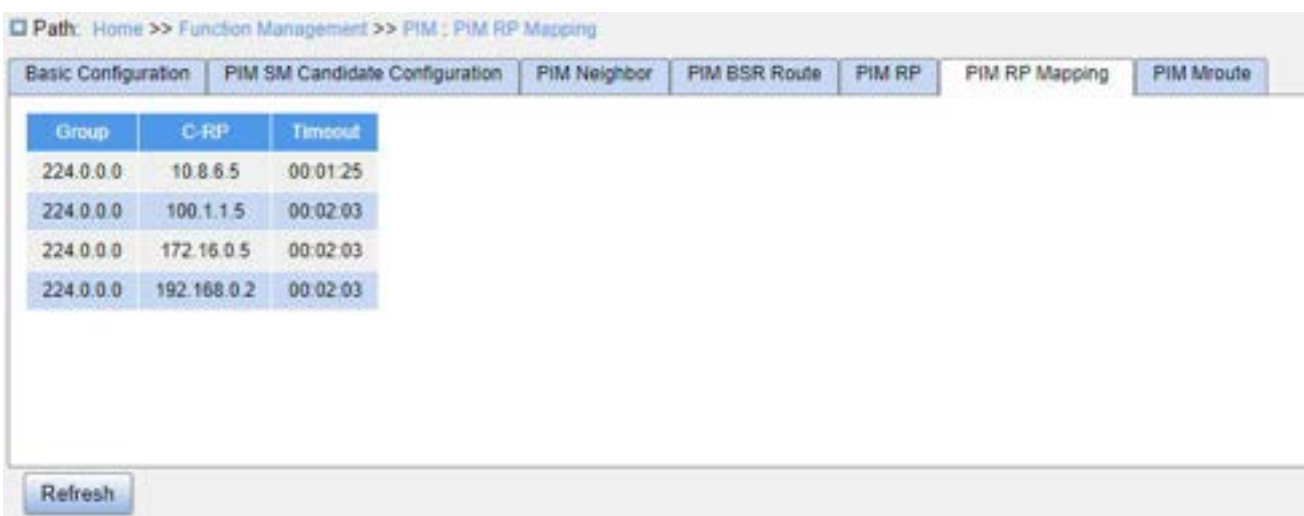 Path: Home >> Function Management >> PIM : PIM RP Mapping
Basic Configuration PIM SM Candidate Configuration PIM Neighbor PIM BSR Route PIM RP PIM RP Mapping PIM Mroute
Group C-RP Timeout
224.0.0.0 10.8.6.5 00:01:25
224.0.0.0 100.1.1.5 00:02:03
224.0.0.0 172.16.0.5 00:02:03
224.0.0.0 192.168.0.2 00:02:03
Refresh